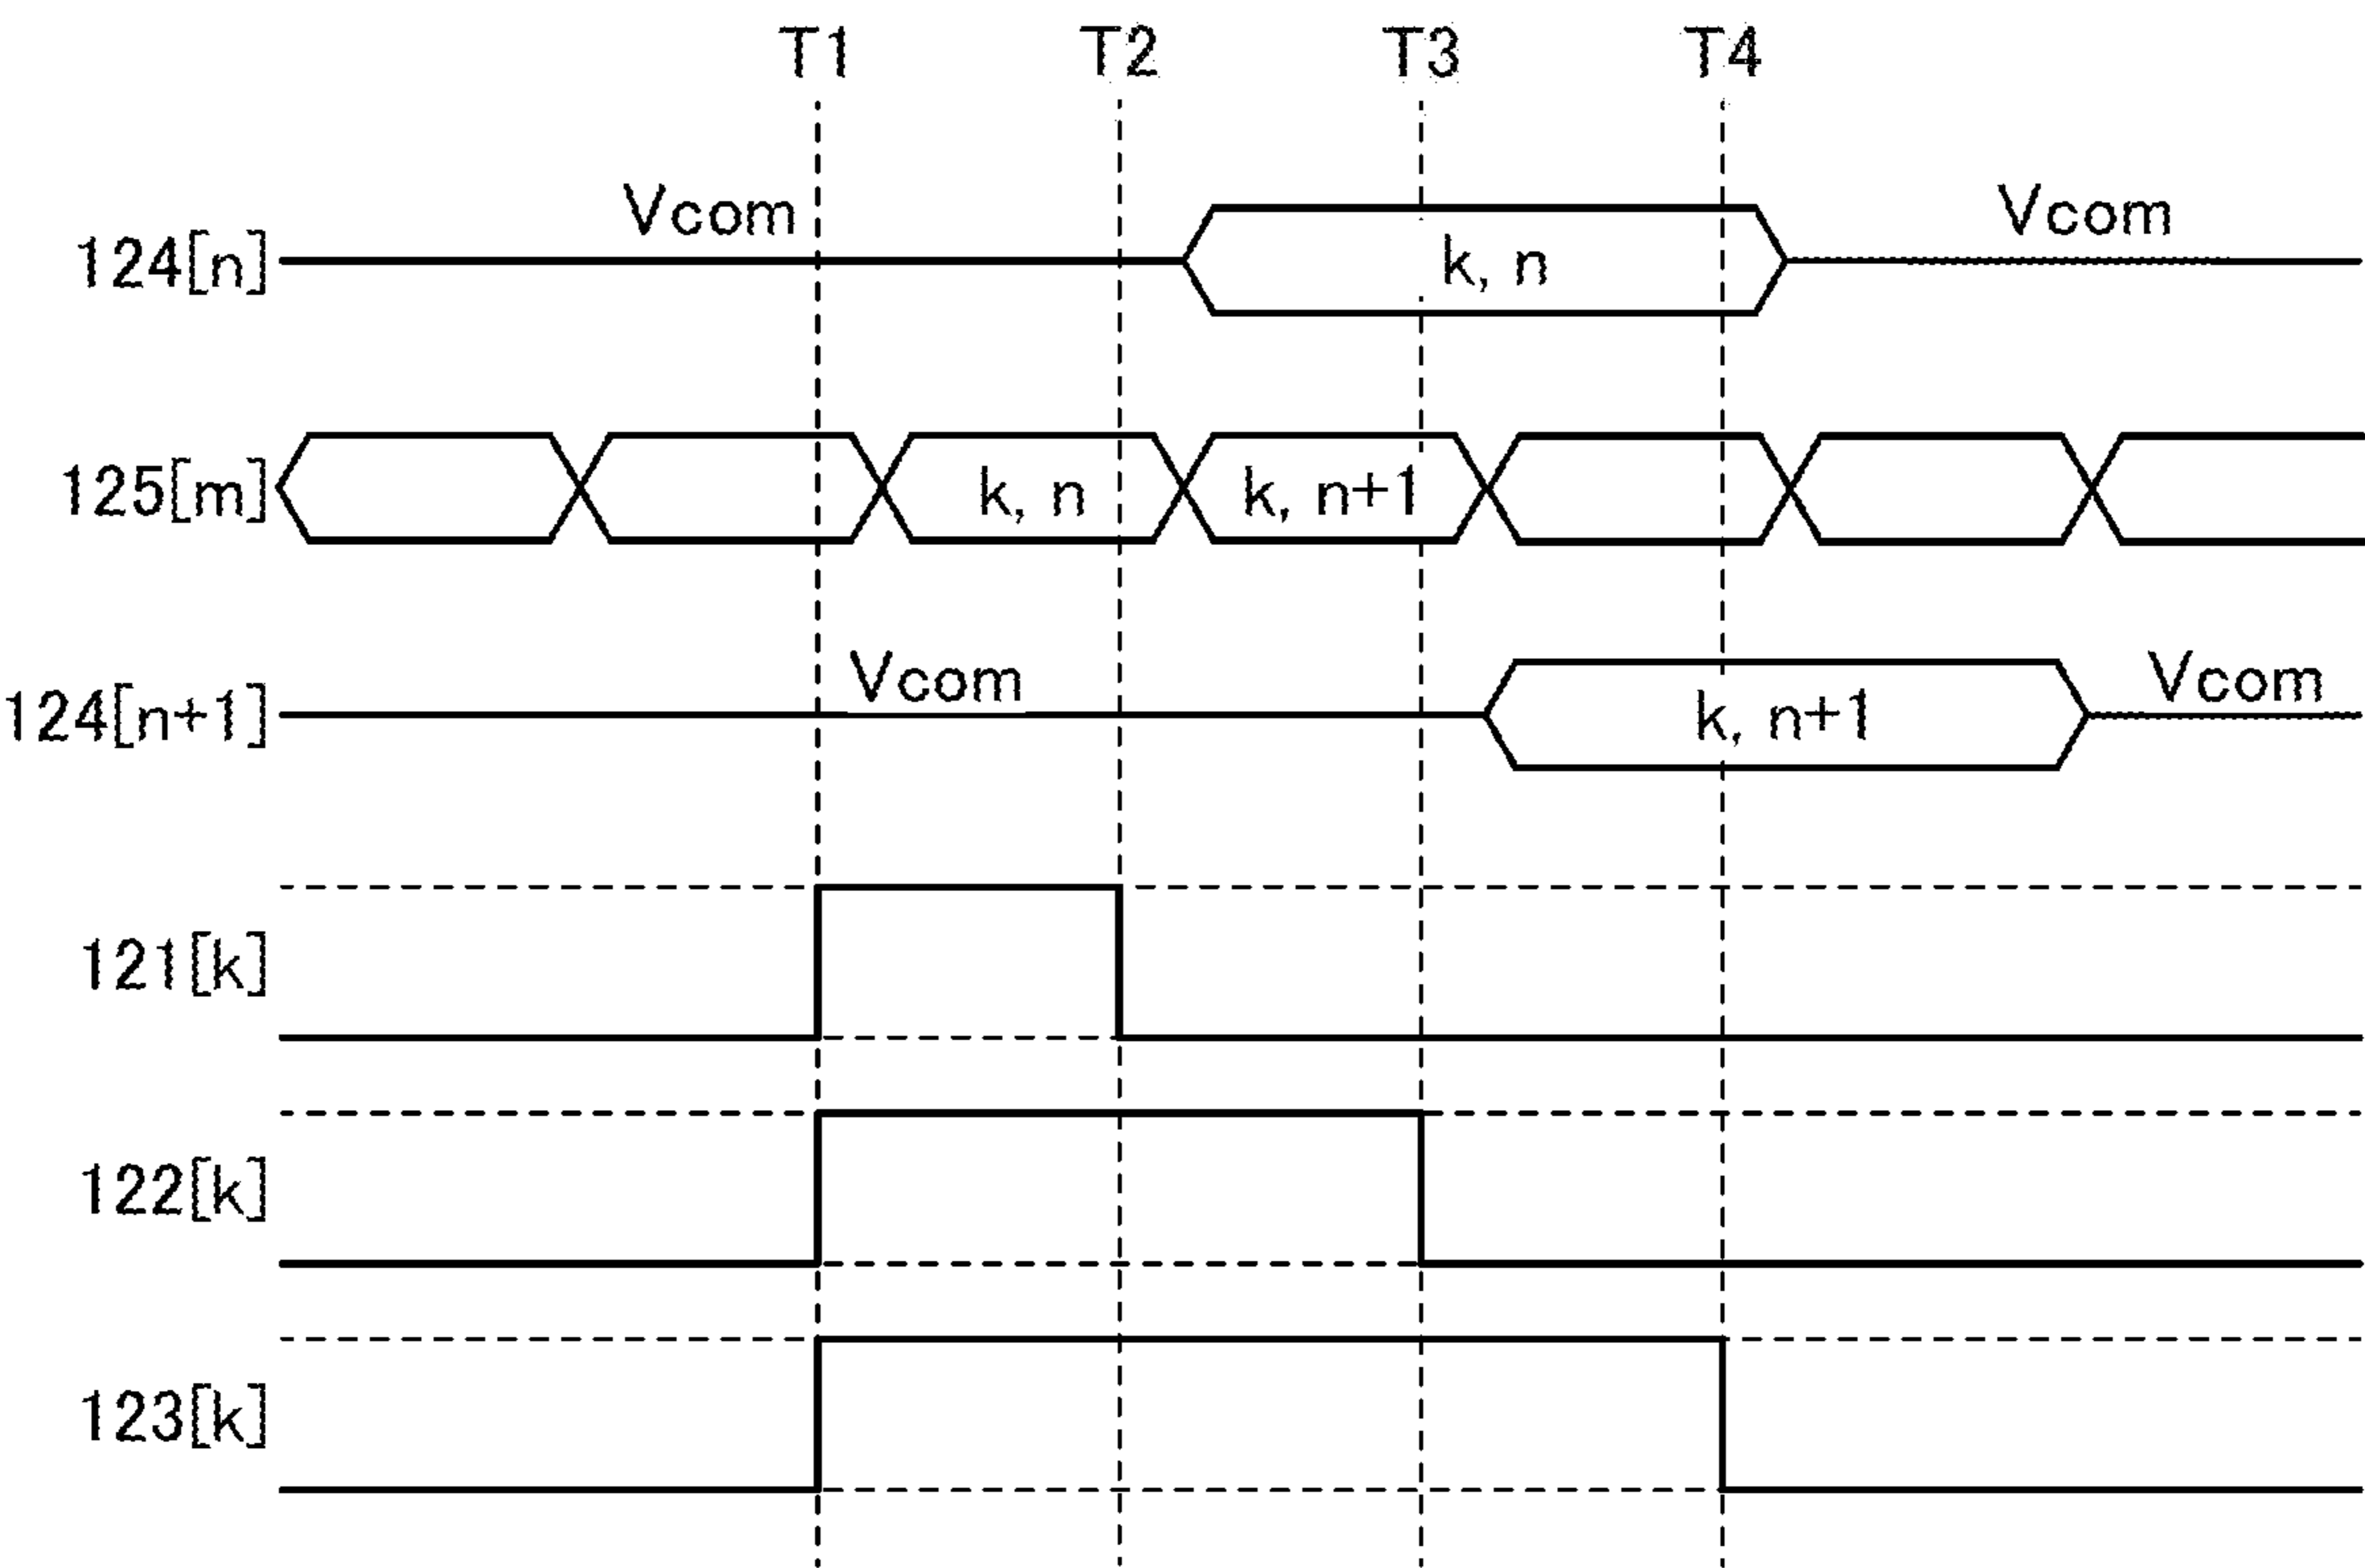 T1 T2 T3 T4
Vcom Vcom
124[n] k, n
125[m] k, n k, n+1
Vcom Vcom
124[n+1] k, n+1
121[k]
122[k]
123[k]